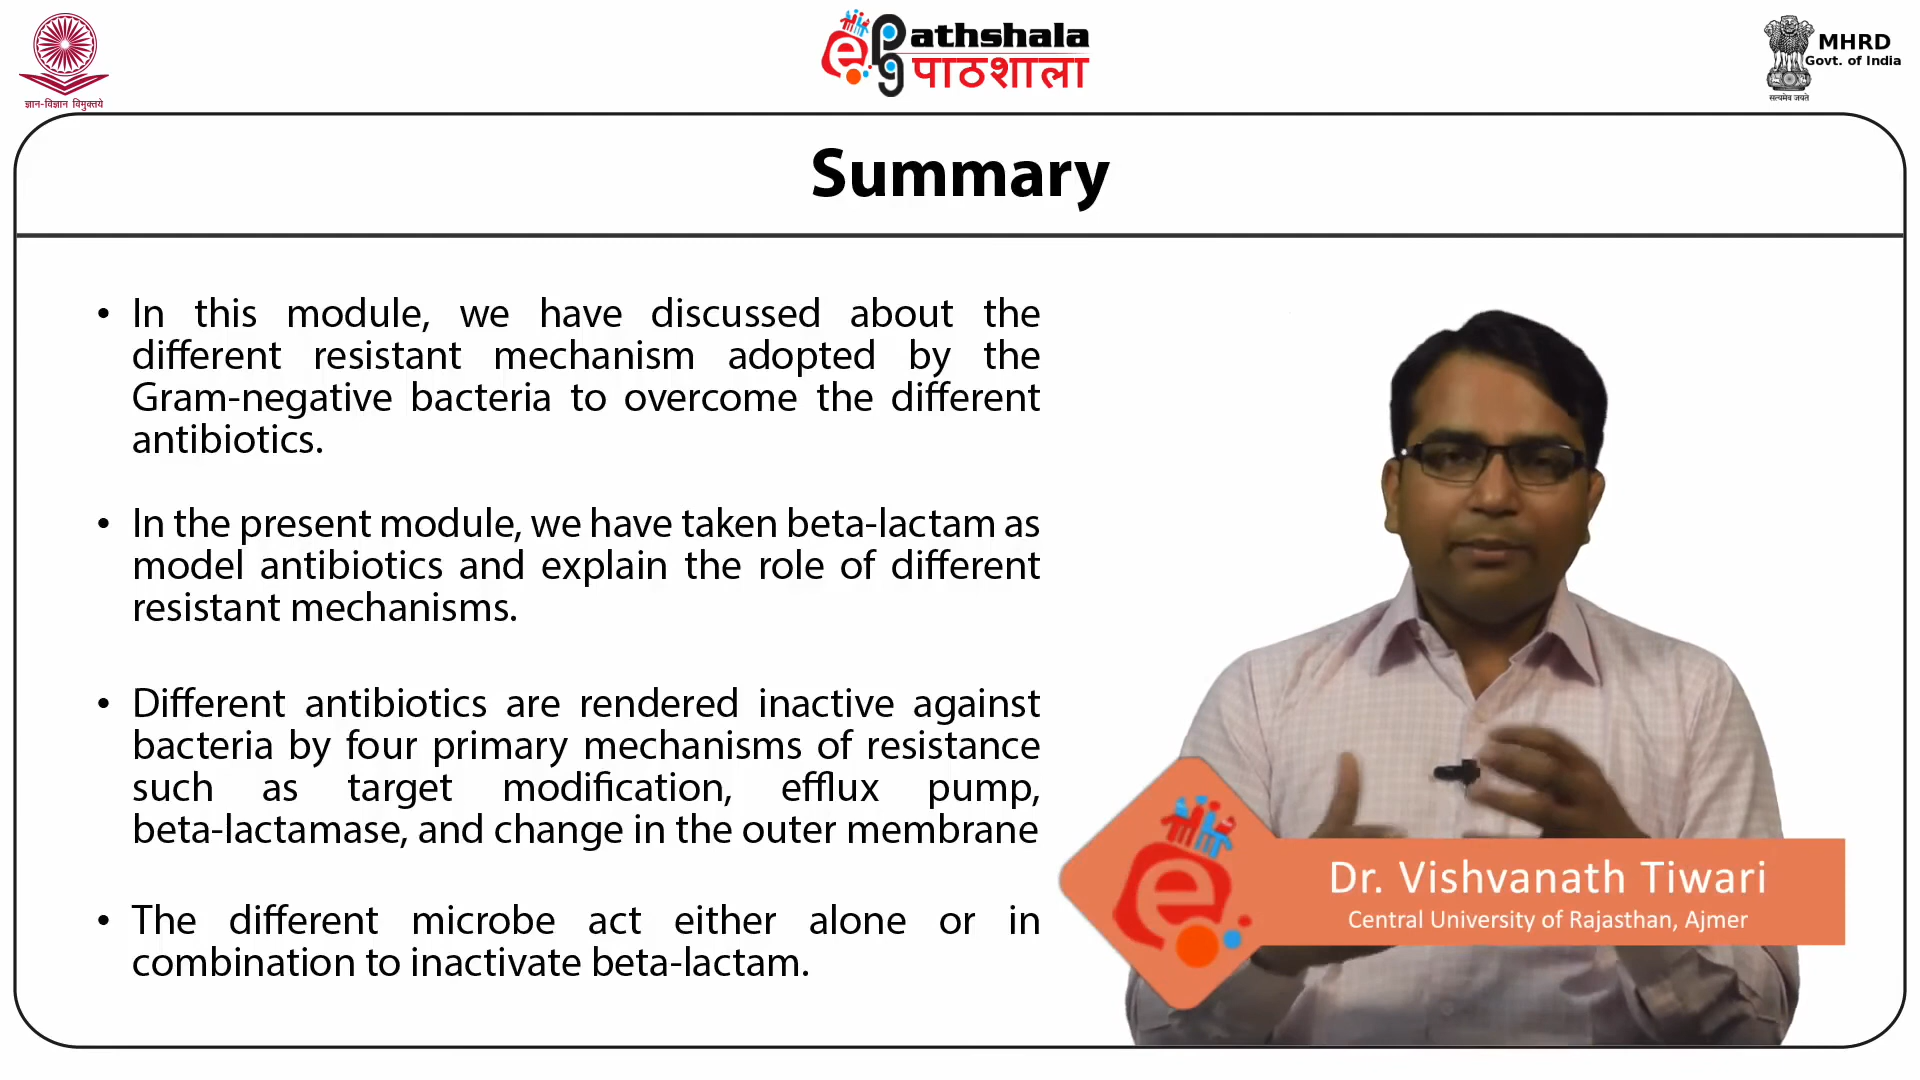 ज्ञान-विज्ञान विमुक्तये
ePathshala
पाठशाला
MHRD
Govt. of India
सत्यमेव जयते
Summary
• In this module, we have discussed about the
different resistant mechanism adopted by the
Gram-negative bacteria to overcome the different
antibiotics.
• In the present module, we have taken beta-lactam as
model antibiotics and explain the role of different
resistant mechanisms.
• Different antibiotics are rendered inactive against
bacteria by four primary mechanisms of resistance
such as target modification, efflux pump,
beta-lactamase, and change in the outer membrane
• The different microbe act either alone or in
combination to inactivate beta-lactam.
Dr. Vishvanath Tiwari
Central University of Rajasthan, Ajmer